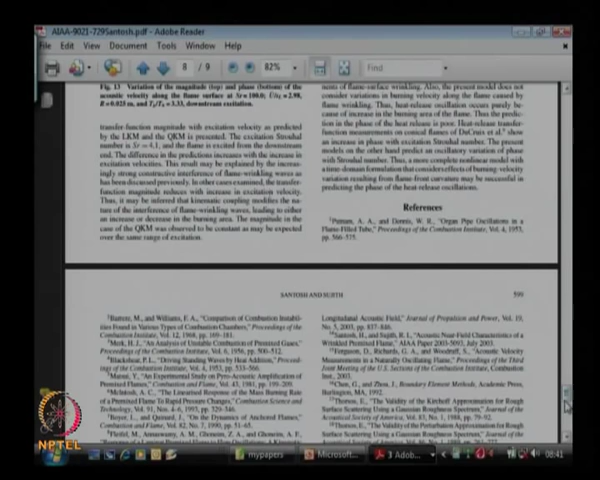 AIAA-9021-729Santosh.pdf - Adobe Reader
File Edit View Document Tools Window Help
8 / 9 82% Find
Fig. 13 Variation of the magnitude (top) and phase (bottom) of the
acoustic velocity along the flame surface at
downstream excitation.
transfer-function magnitude with excitation velocity as predicted
by the LKM and the QKM is presented. The excitation Strouhal
number is Sr = 4.1, and the flame is excited from the downstream
end. The difference in the predictions increases with the increase in
excitation velocities. This result may be explained by the increas-
ingly strong constructive interference of flame-wrinkling waves as
has been discussed previously. In other cases examined, the transfer-
function magnitude reduces with increase in excitation velocity.
Thus, it may be inferred that kinematic coupling modifies the na-
ture of the interference of flame-wrinkling waves, leading to either
an increase or decrease in the burning area. The magnitude in the
case of the QKM was observed to be constant as may be expected
over the same range of excitation.
ments of flame-surface wrinkling. Also, the present model does not
consider variations in burning velocity along the flame caused by
flame wrinkling. Thus, heat-release oscillation occurs purely be-
cause of increase in the burning area of the flame. Thus the predic-
tion in the phase of the heat release is poor. Heat-release transfer-
function measurements on conical flames of DuCruix et al. show
an increase in phase with excitation Strouhal number. The present
models on the other hand predict an oscillatory variation of phase
with Strouhal number. Thus, a more complete nonlinear model with
a time-domain formulation that considers effects of burning-velocity
variation resulting from flame-front curvature may be successful in
predicting the phase of the heat-release oscillations.
References
Putnam, A. A., and Dennis, W. R., "Organ Pipe Oscillations in a
Flame-Filled Tube," Proceedings of the Combustion Institute, Vol. 4, 1953,
pp. 566-575.
SANTOSH AND SUJITH 599
Barrere, M., and Williams, F. A., "Comparison of Combustion Instabil-
ities Found in Various Types of Combustion Chambers," Proceedings of the
Combustion Institute, Vol. 12, 1968, pp. 169-181.
Merk, H. J., "An Analysis of Unstable Combustion of Premixed Gases,"
Proceedings of the Combustion Institute, Vol. 6, 1956, pp. 500-512.
Blackshear, P. L., "Driving Standing Waves by Heat Addition," Proceed-
ings of the Combustion Institute, Vol. 4, 1953, pp. 553-566.
"An Experimental Study on Pyro-Acoustic Amplification of
Premixed Flames," Combustion and Flame, Vol. 43, 1981, pp. 199-209.
McIntosh, A. C., "The Linearised Response of the Mass Burning Rate
of a Premixed Flame To Rapid Pressure Changes," Combustion Science and
Technology, Vol. 91, Nos. 4-6, 1993, pp. 329-346.
Boyer, L., and Quinard, J., "On the Dynamics of Anchored Flames,"
Combustion and Flame, Vol. 82, No. 7, 1990, pp. 51-65.
Longitudinal Acoustic Field," Journal of Propulsion and Power, Vol. 19,
No. 5, 2003, pp. 837-846.
Santosh, H., and Sujith, R. I., "Acoustic Near-Field Characteristics of a
Wrinkled Premixed Flame," AIAA Paper 2003-5093, July 2003.
Ferguson, D., Richards, G. A., and Woodruff, S., "Acoustic Velocity
Measurements in a Naturally Oscillating Flame," Proceedings of the Third
Joint Meeting of the U.S. Sections of the Combustion Institute, Combustion
Inst., 2003.
Chen, G., and Zhou, J., Boundary Element Methods, Academic Press,
Burlington, MA, 1992.
Thorsos, E., "The Validity of the Kirchoff Approximation for Rough
Surface Scattering Using a Gaussian Roughness Spectrum," Journal of the
Acoustical Society of America, Vol. 83, No. 1, 1988, pp. 79-92.
Thorsos, E., "The Validity of the Perturbation Approximation for Rough
Surface Scattering Using a Gaussian Roughness Spectrum," Journal of the
NPTEL
mypapers
Microsoft...
3 Adob...
08:41